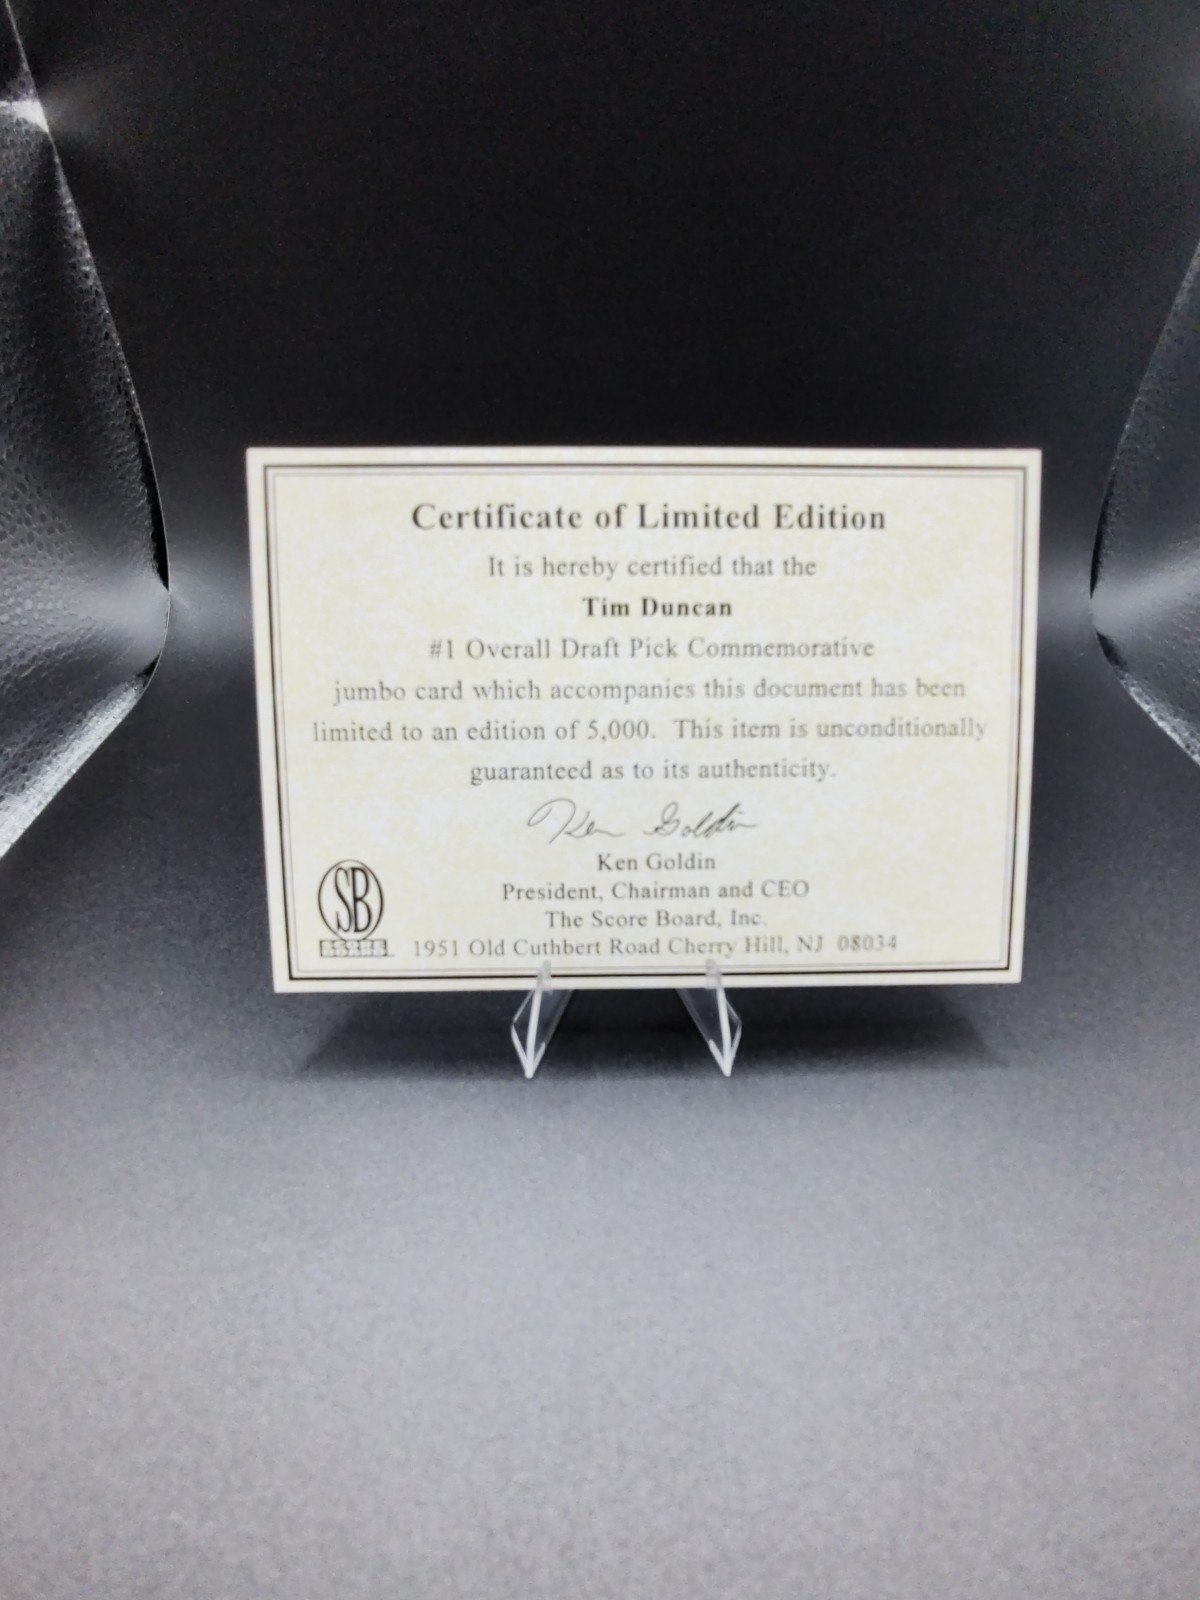 Certificate of Limited Edition
It is hereby certified that the
Tim Duncan
#1 Overall Draft Pick Commemorative
jumbo card which accompanies this document has been
limited to an edition of 5,000. This item is unconditionally
guaranteed as to its authenticity.
Ken Goldin
Ken Goldin
President, Chairman and CEO
The Score Board, Inc.
SB
1951 Old Cuthbert Road Cherry Hill, NJ 08034